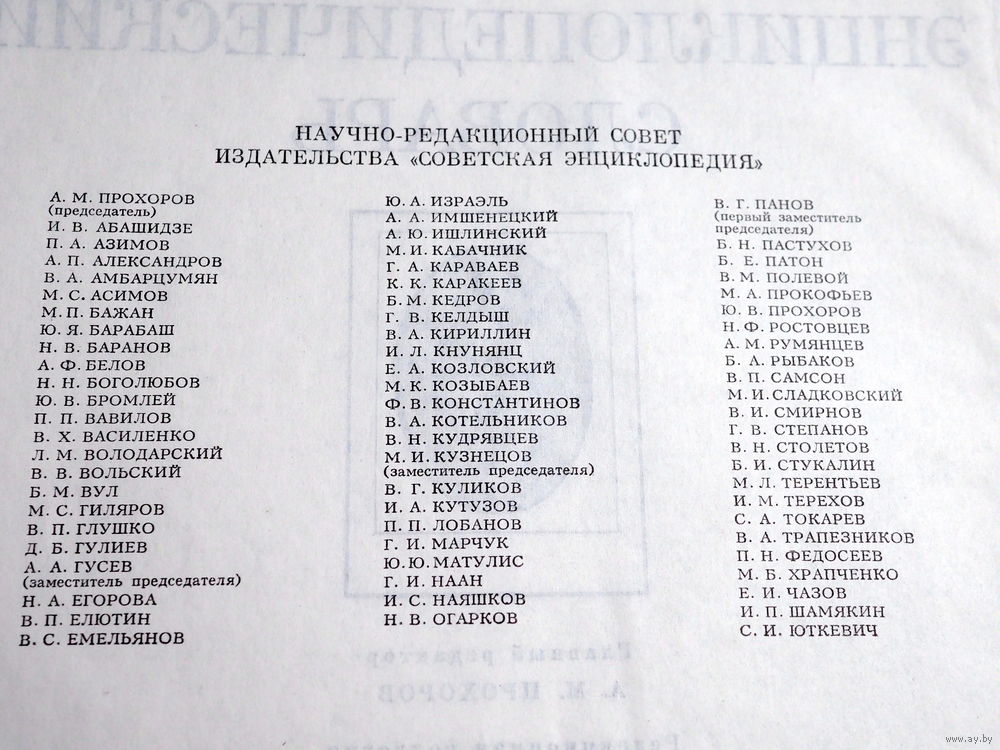 НАУЧНО-РЕДАКЦИОННЫЙ СОВЕТ
ИЗДАТЕЛЬСТВА «СОВЕТСКАЯ ЭНЦИКЛОПЕДИЯ»
А. М. ПРОХОРОВ
(председатель)
И. В. АБАШИДЗЕ
П. А. АЗИМОВ
А. П. АЛЕКСАНДРОВ
В. А. АМБАРЦУМЯН
М. С. АСИМОВ
М. П. БАЖАН
Ю. Я. БАРАБАШ
Н. В. БАРАНОВ
А. Ф. БЕЛОВ
Н. Н. БОГОЛЮБОВ
Ю. В. БРОМЛЕЙ
П. П. ВАВИЛОВ
В. Х. ВАСИЛЕНКО
Л. М. ВОЛОДАРСКИЙ
В. В. ВОЛЬСКИЙ
Б. М. ВУЛ
М. С. ГИЛЯРОВ
В. П. ГЛУШКО
Д. Б. ГУЛИЕВ
А. А. ГУСЕВ
(заместитель председателя)
Н. А. ЕГОРОВА
В. П. ЕЛЮТИН
В. С. ЕМЕЛЬЯНОВ
Ю. А. ИЗРАЭЛЬ
А. А. ИМШЕНЕЦКИЙ
А. Ю. ИШЛИНСКИЙ
М. И. КАБАЧНИК
Г. А. КАРАВАЕВ
К. К. КАРАКЕЕВ
Б. М. КЕДРОВ
Г. В. КЕЛДЫШ
В. А. КИРИЛЛИН
И. Л. КНУНЯНЦ
Е. А. КОЗЛОВСКИЙ
М. К. КОЗЫБАЕВ
Ф. В. КОНСТАНТИНОВ
В. А. КОТЕЛЬНИКОВ
В. Н. КУДРЯВЦЕВ
М. И. КУЗНЕЦОВ
(заместитель председателя)
В. Г. КУЛИКОВ
И. А. КУТУЗОВ
П. П. ЛОБАНОВ
Г. И. МАРЧУК
Ю. Ю. МАТУЛИС
Г. И. НААН
И. С. НАЯШКОВ
Н. В. ОГАРКОВ
В. Г. ПАНОВ
(первый заместитель
председателя)
Б. Н. ПАСТУХОВ
Б. Е. ПАТОН
В. М. ПОЛЕВОЙ
М. А. ПРОКОФЬЕВ
Ю. В. ПРОХОРОВ
Н. Ф. РОСТОВЦЕВ
А. М. РУМЯНЦЕВ
Б. А. РЫБАКОВ
В. П. САМСОН
М. И. СЛАДКОВСКИЙ
В. И. СМИРНОВ
Г. В. СТЕПАНОВ
В. Н. СТОЛЕТОВ
Б. И. СТУКАЛИН
М. Л. ТЕРЕНТЬЕВ
И. М. ТЕРЕХОВ
С. А. ТОКАРЕВ
В. А. ТРАПЕЗНИКОВ
П. Н. ФЕДОСЕЕВ
М. Б. ХРАПЧЕНКО
Е. И. ЧАЗОВ
И. П. ШАМЯКИН
С. И. ЮТКЕВИЧ
www.ay.by